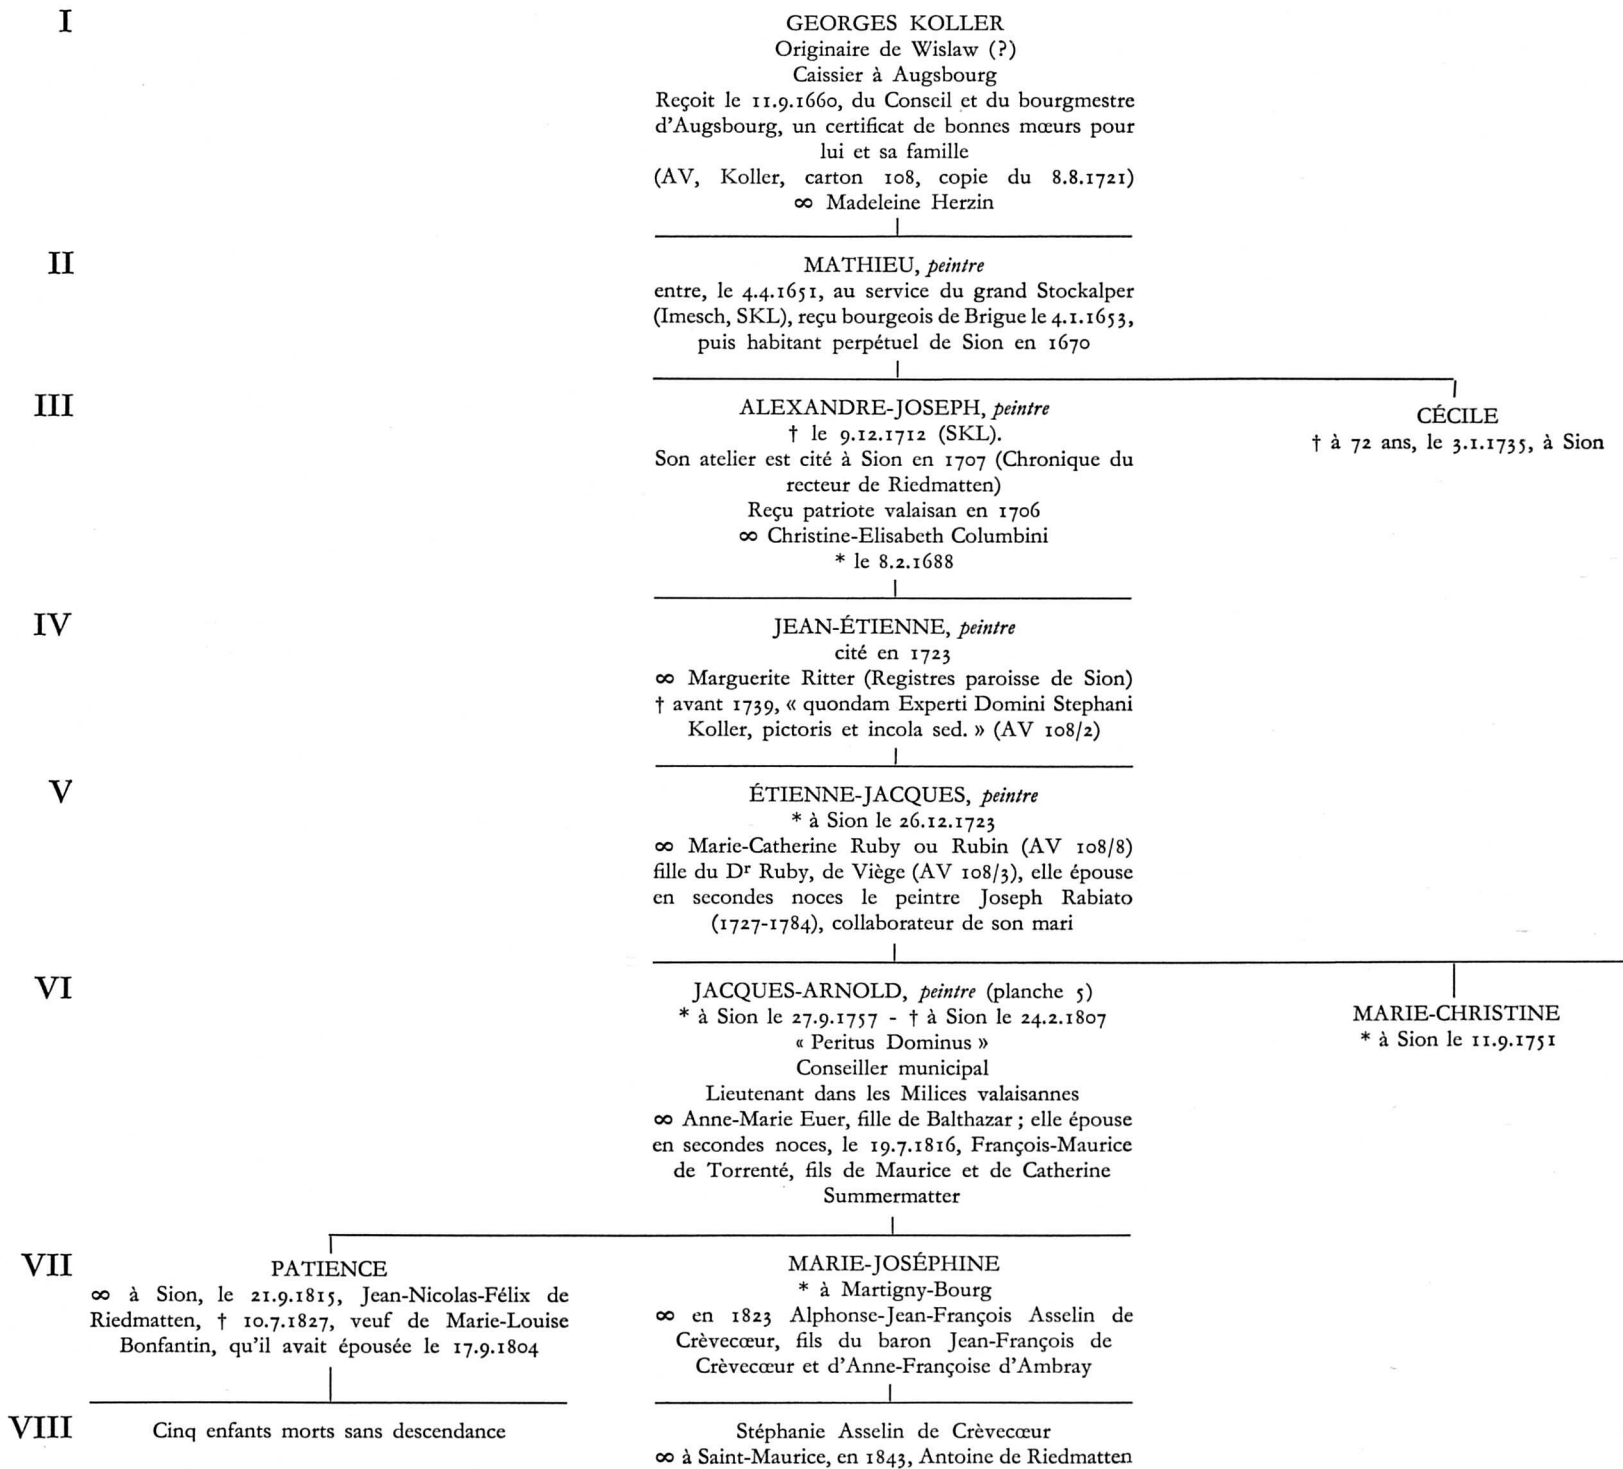 I
GEORGES KOLLER
Originaire de Wislaw (?)
Caissier à Augsbourg
Reçoit le 11.9.1660, du Conseil et du bourgmestre
d'Augsbourg, un certificat de bonnes mœurs pour
lui et sa famille
(AV, Koller, carton 108, copie du 8.8.1721)
∞ Madeleine Herzin
II
MATHIEU, peintre
entre, le 4.4.1651, au service du grand Stockalper
(Imesch, SKL), reçu bourgeois de Brigue le 4.1.1653,
puis habitant perpétuel de Sion en 1670
III
ALEXANDRE-JOSEPH, peintre
† le 9.12.1712 (SKL).
Son atelier est cité à Sion en 1707 (Chronique du
recteur de Riedmatten)
Reçu patriote valaisan en 1706
∞ Christine-Elisabeth Columbini
* le 8.2.1688
CÉCILE
† à 72 ans, le 3.1.1735, à Sion
IV
JEAN-ÉTIENNE, peintre
cité en 1723
∞ Marguerite Ritter (Registres paroisse de Sion)
† avant 1739, « quondam Experti Domini Stephani
Koller, pictoris et incola sed. » (AV 108/2)
V
ÉTIENNE-JACQUES, peintre
* à Sion le 26.12.1723
∞ Marie-Catherine Ruby ou Rubin (AV 108/8)
fille du Dr Ruby, de Viège (AV 108/3), elle épouse
en secondes noces le peintre Joseph Rabiato
(1727-1784), collaborateur de son mari
VI
JACQUES-ARNOLD, peintre (planche 5)
* à Sion le 27.9.1757 - † à Sion le 24.2.1807
« Peritus Dominus »
Conseiller municipal
Lieutenant dans les Milices valaisannes
∞ Anne-Marie Euer, fille de Balthazar ; elle épouse
en secondes noces, le 19.7.1816, François-Maurice
de Torrenté, fils de Maurice et de Catherine
Summermatter
MARIE-CHRISTINE
* à Sion le 11.9.1751
VII
PATIENCE
∞ à Sion, le 21.9.1815, Jean-Nicolas-Félix de
Riedmatten, † 10.7.1827, veuf de Marie-Louise
Bonfantin, qu'il avait épousée le 17.9.1804
MARIE-JOSÉPHINE
* à Martigny-Bourg
∞ en 1823 Alphonse-Jean-François Asselin de
Crèvecœur, fils du baron Jean-François de
Crèvecœur et d'Anne-Françoise d'Ambray
VIII
Cinq enfants morts sans descendance
Stéphanie Asselin de Crèvecœur
∞ à Saint-Maurice, en 1843, Antoine de Riedmatten